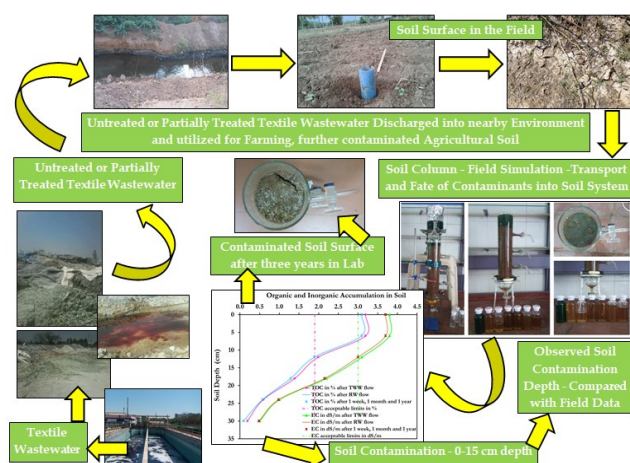 Soil Surface in the Field
Untreated or Partially Treated Textile Wastewater Discharged into nearby Environment
and utilized for Farming, further contaminated Agricultural Soil
Untreated or Partially
Treated Textile Wastewater
Soil Column - Field Simulation -Transport
and Fate of Contaminants into Soil System
Contaminated Soil Surface
after three years in Lab
Organic and Inorganic Accumulation in Soil
0.0 0.5 1.0 1.5 2.0 2.5 3.0 3.5 4.0 4.5
0
5
10
15
20
25
30
35
Soil Depth (cm)
TOC in % after TWW flow
TOC in % after RW flow
TOC in % after 1 week, 1 month and 1 year
TOC acceptable limits in %
EC in dS/m after TWW flow
EC in dS/m after RW flow
EC in dS/m after 1 week, 1 month and 1 year
EC acceptable limits in dS/m
Observed Soil
Contamination
Depth - Compared
with Field Data
Textile
Wastewater
Soil Contamination - 0-15 cm depth